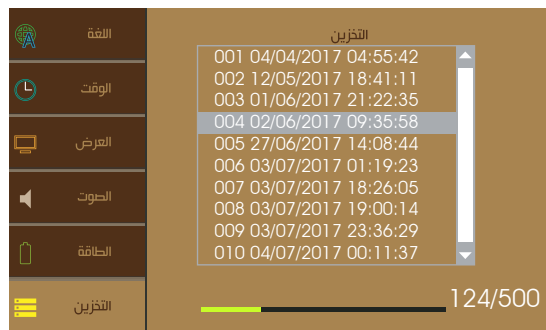 اللغة
الوقت
العرض
الصوت
الطاقة
التخزين
التخزين
001 04/04/2017 04:55:42
002 12/05/2017 18:41:11
003 01/06/2017 21:22:35
004 02/06/2017 09:35:58
005 27/06/2017 14:08:44
006 03/07/2017 01:19:23
007 03/07/2017 18:26:05
008 03/07/2017 19:00:14
009 03/07/2017 23:36:29
010 04/07/2017 00:11:37
124/500